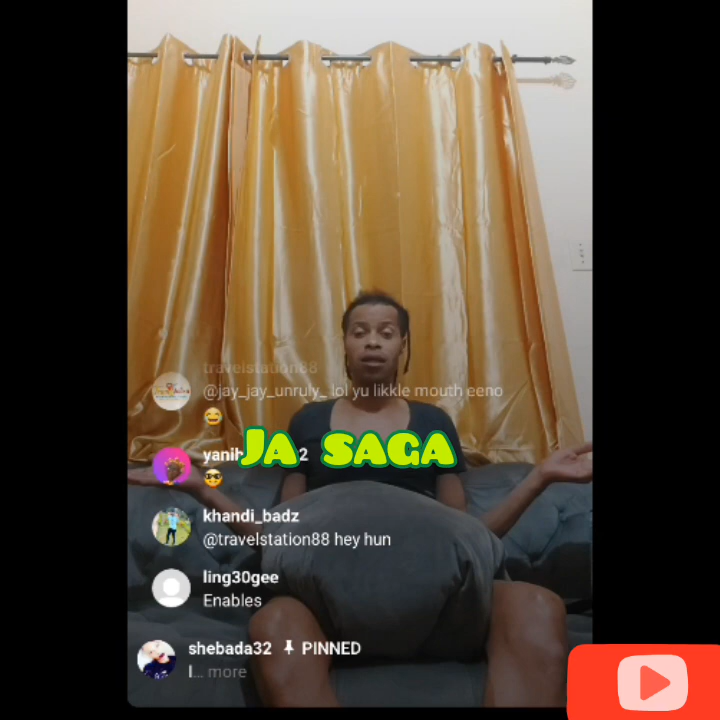 travelstation88
@jay_jay_unruly_ lol yu likkle mouth eeno
JA SAGA
khandi_badz
@travelstation88 hey hun
ling30gee
Enables
shebada32 PINNED
I... more